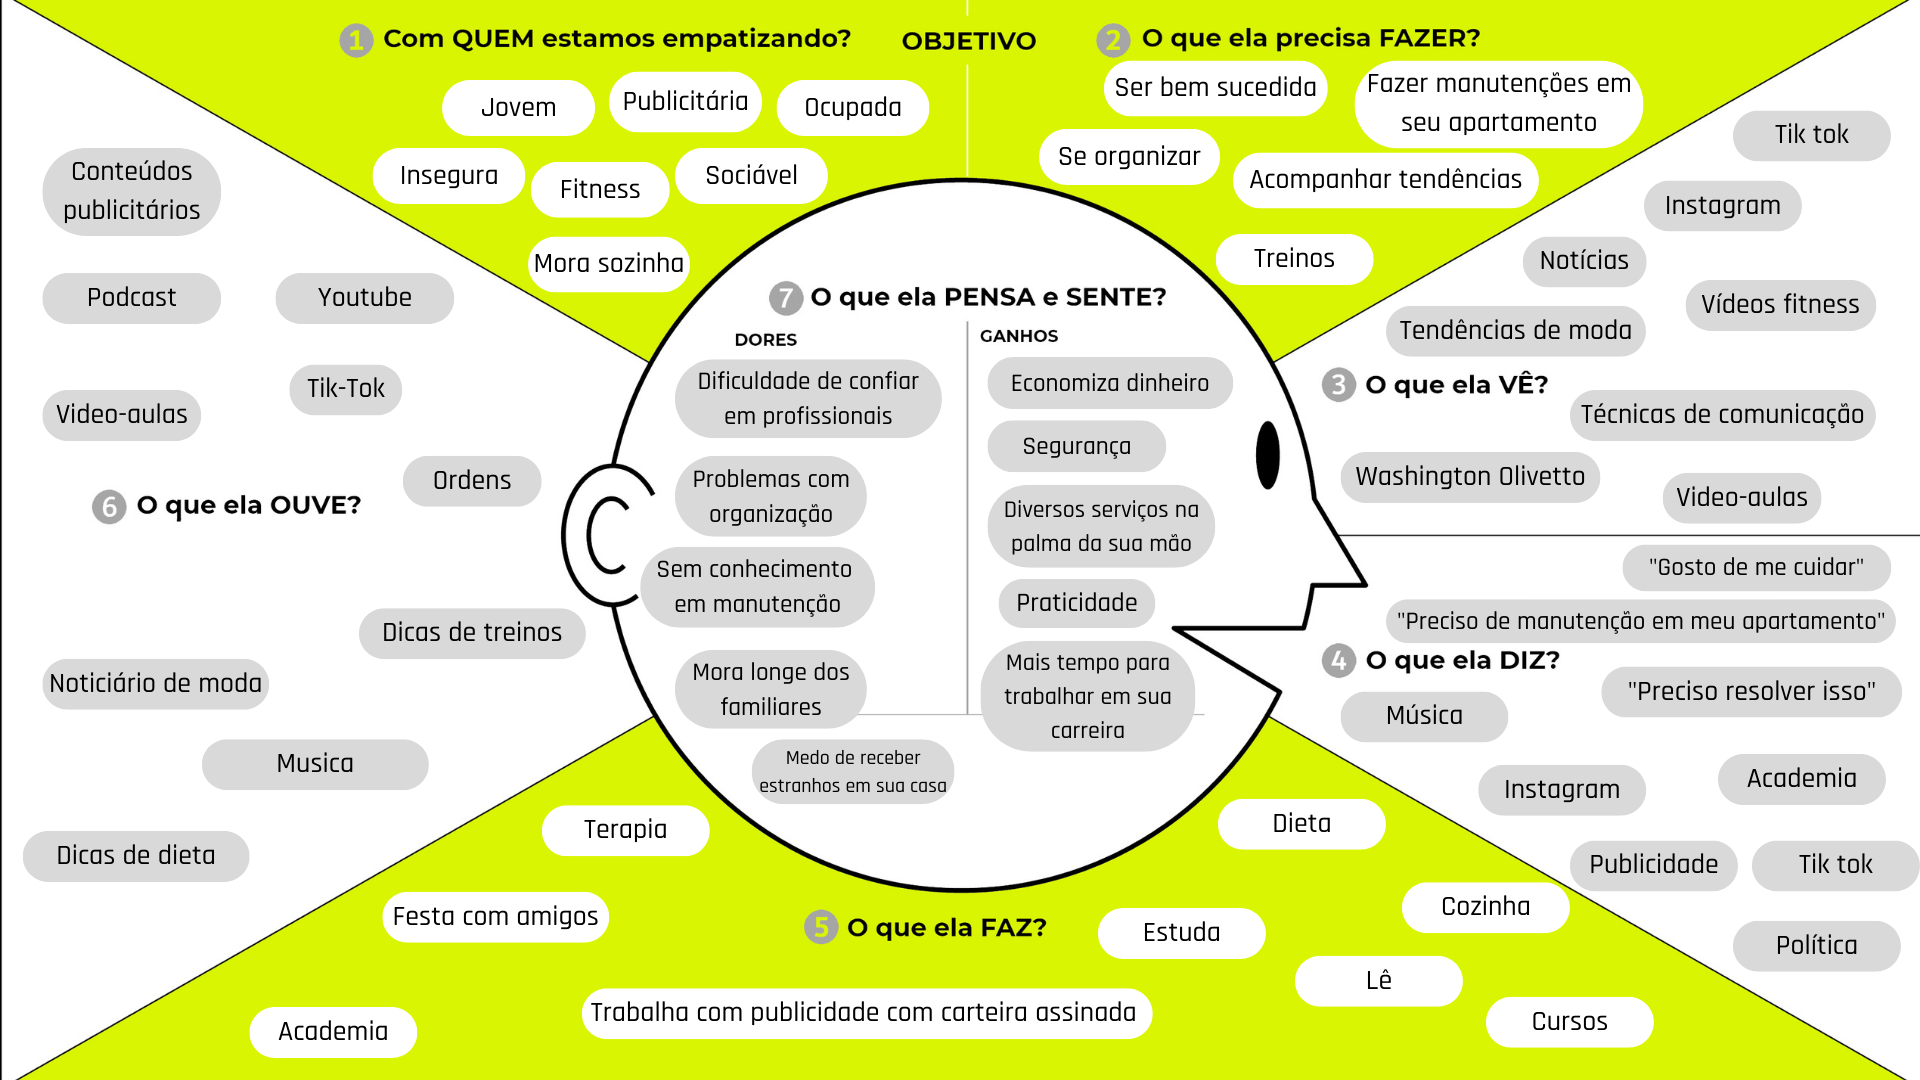 1 Com QUEM estamos empatizando?
OBJETIVO
Jovem
Publicitária
Ocupada
Insegura
Fitness
Sociável
Mora sozinha
2 O que ela precisa FAZER?
Ser bem sucedida
Fazer manutenções em
seu apartamento
Se organizar
Acompanhar tendências
Treinos
Tik tok
Instagram
Notícias
Vídeos fitness
Tendências de moda
3 O que ela VÊ?
Técnicas de comunicação
Washington Olivetto
Video-aulas
"Gosto de me cuidar"
"Preciso de manutenção em meu apartamento"
4 O que ela DIZ?
"Preciso resolver isso"
Música
Instagram
Academia
Publicidade
Tik tok
Política
5 O que ela FAZ?
Terapia
Dieta
Festa com amigos
Estuda
Cozinha
Lê
Academia
Trabalha com publicidade com carteira assinada
Cursos
Conteúdos
publicitários
Podcast
Youtube
Tik-Tok
Video-aulas
Ordens
6 O que ela OUVE?
Dicas de treinos
Noticiário de moda
Musica
Dicas de dieta
7 O que ela PENSA e SENTE?
DORES
Dificuldade de confiar
em profissionais
Problemas com
organização
Sem conhecimento
em manutenção
Mora longe dos
familiares
Medo de receber
estranhos em sua casa
GANHOS
Economiza dinheiro
Segurança
Diversos serviços na
palma da sua mão
Praticidade
Mais tempo para
trabalhar em sua
carreira